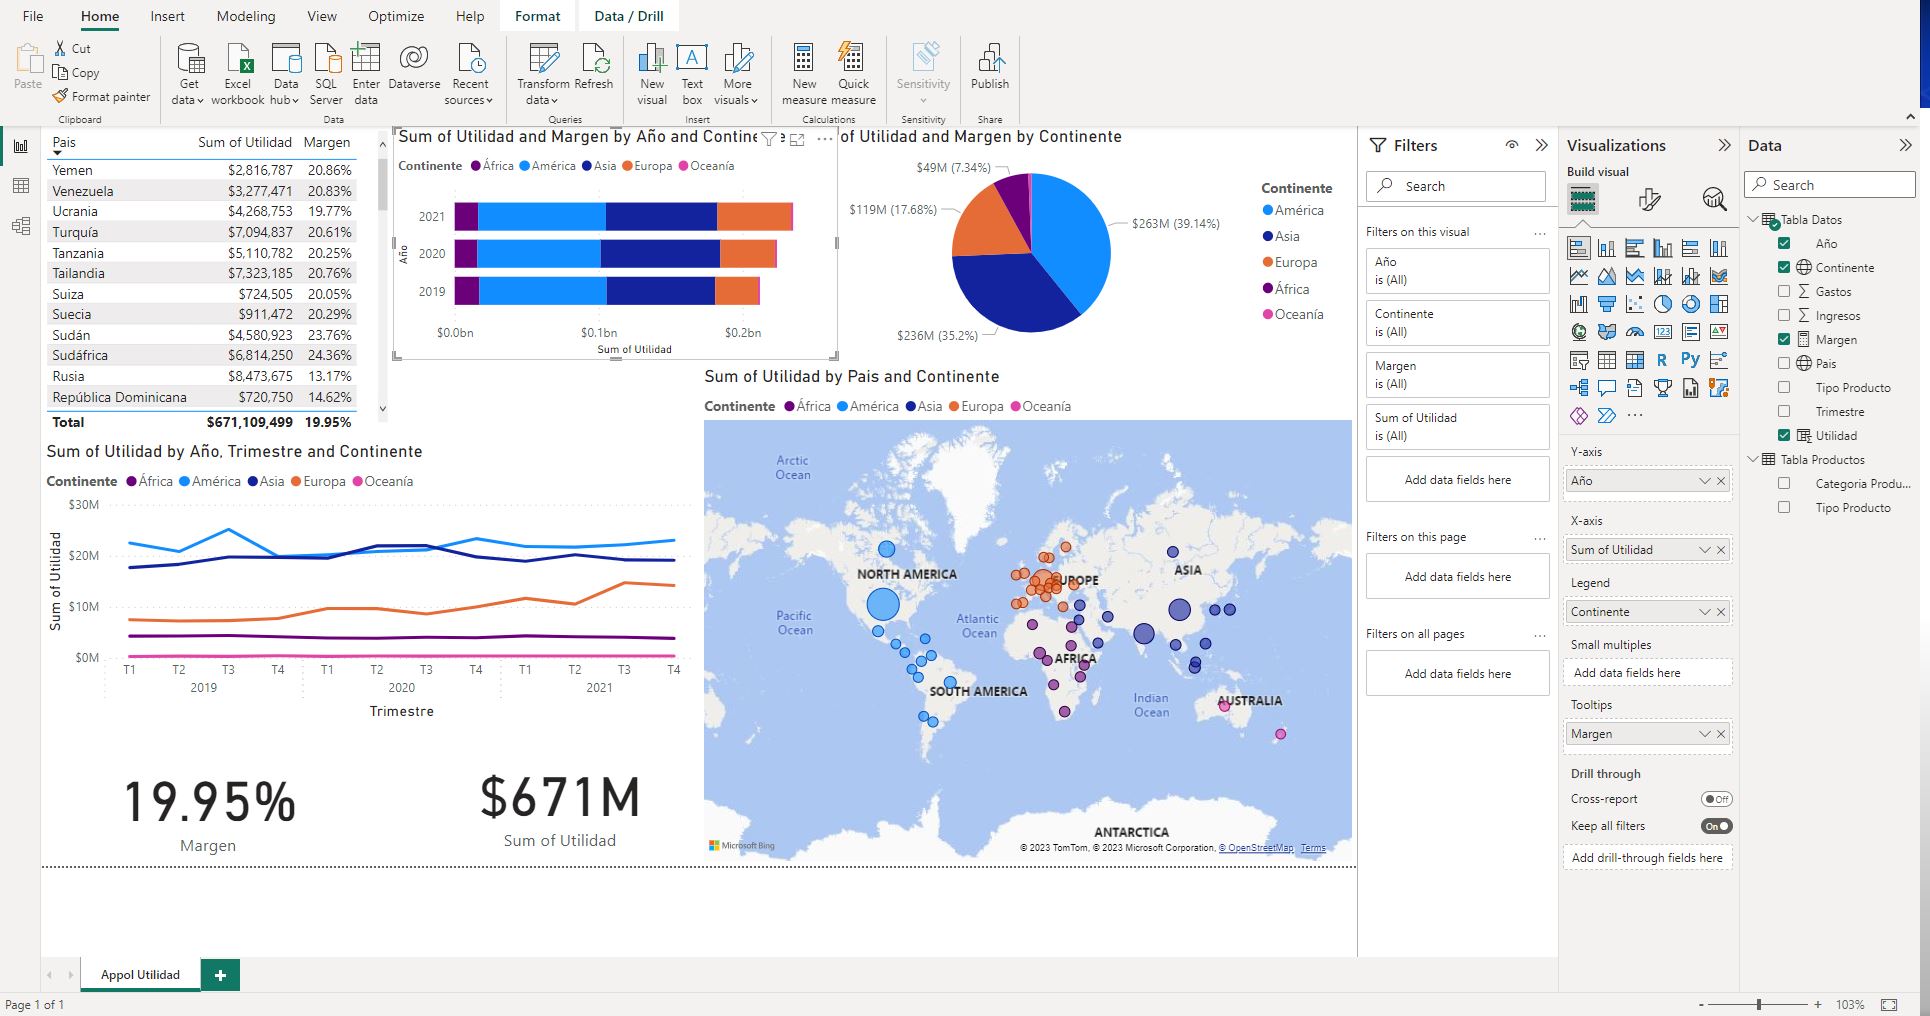 File Home Insert Modeling View Optimize Help Format Data / Drill
Paste
Cut
Copy
Format painter
Clipboard
Get data
Excel workbook
Data hub
SQL Server
Enter data
Dataverse
Recent sources
Data
Transform data
Refresh
Queries
New visual
Text box
More visuals
Insert
New measure
Quick measure
Calculations
Sensitivity
Sensitivity
Publish
Share
Pais Sum of Utilidad Margen
Yemen $2,816,787 20.86%
Venezuela $3,277,471 20.83%
Ucrania $4,268,753 19.77%
Turquía $7,094,837 20.61%
Tanzania $5,110,782 20.25%
Tailandia $7,323,185 20.76%
Suiza $724,505 20.05%
Suecia $911,472 20.29%
Sudán $4,580,923 23.76%
Sudáfrica $6,814,250 24.36%
Rusia $8,473,675 13.17%
República Dominicana $720,750 14.62%
Total $671,109,499 19.95%
Sum of Utilidad and Margen by Año and Contine
Continente África América Asia Europa Oceanía
Año
2021
2020
2019
$0.0bn $0.1bn $0.2bn
Sum of Utilidad
of Utilidad and Margen by Continente
$49M (7.34%)
$119M (17.68%)
$263M (39.14%)
$236M (35.2%)
Continente
América
Asia
Europa
África
Oceanía
Sum of Utilidad by Año, Trimestre and Continente
Continente África América Asia Europa Oceanía
Sum of Utilidad
$30M
$20M
$10M
$0M
T1 T2 T3 T4 T1 T2 T3 T4 T1 T2 T3 T4
2019 2020 2021
Trimestre
19.95%
Margen
$671M
Sum of Utilidad
Sum of Utilidad by Pais and Continente
Continente África América Asia Europa Oceanía
Arctic Ocean
NORTH AMERICA
EUROPE
ASIA
Pacific Ocean
Atlantic Ocean
AFRICA
SOUTH AMERICA
Indian Ocean
AUSTRALIA
ANTARCTICA
Microsoft Bing
© 2023 TomTom, © 2023 Microsoft Corporation, © OpenStreetMap Terms
Filters
Search
Filters on this visual ...
Año
is (All)
Continente
is (All)
Margen
is (All)
Sum of Utilidad
is (All)
Add data fields here
Filters on this page ...
Add data fields here
Filters on all pages ...
Add data fields here
Visualizations
Build visual
123
R
Py
...
Y-axis
Año
X-axis
Sum of Utilidad
Legend
Continente
Small multiples
Add data fields here
Tooltips
Margen
Drill through
Cross-report Off
Keep all filters On
Add drill-through fields here
Data
Search
Tabla Datos
Año
Continente
Gastos
Ingresos
Margen
Pais
Tipo Producto
Trimestre
Utilidad
Tabla Productos
Categoria Produ...
Tipo Producto
Appol Utilidad +
Page 1 of 1
- + 103%